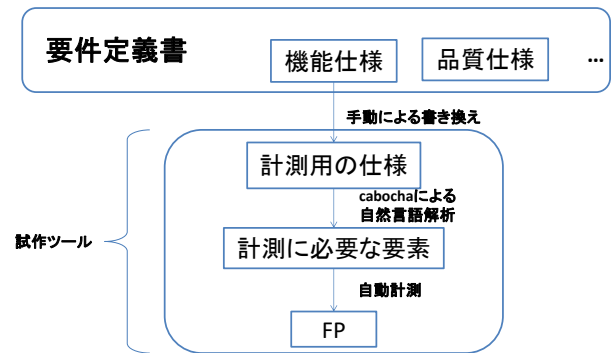 要件定義書
機能仕様
品質仕様
...
手動による書き換え
計測用の仕様
cabochaによる
自然言語解析
試作ツール
計測に必要な要素
自動計測
FP